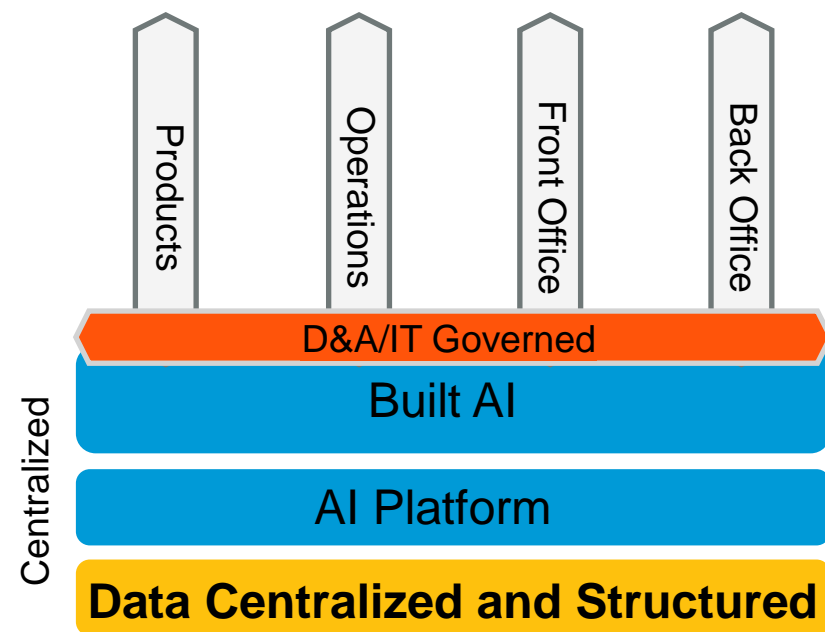 Products
Operations
Front Office
Back Office
D&A/IT Governed
Built AI
Centralized
AI Platform
Data Centralized and Structured